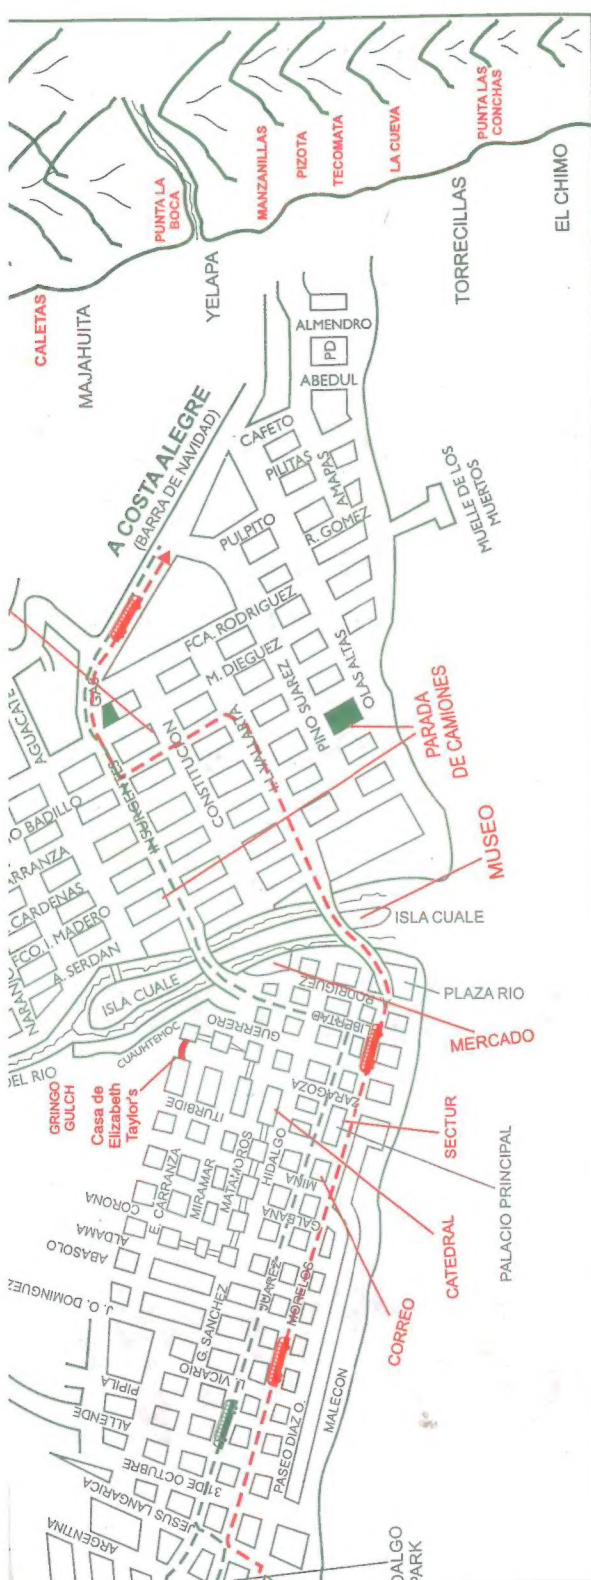 PUNTA LAS
CONCHAS
LA CUEVA
TECOMATA
PIZOTA
MANZANILLAS
PUNTA LA
BOCA
CALETAS
EL CHIMO
TORRECILLAS
YELAPA
MAJAHUITA
ALMENDRO
PD
ABEDUL
A COSTA ALEGRE
(BARRA DE NAVIDAD)
CAFETO
PILITAS
AMAPAS
PULPITO
R. GOMEZ
MUELLE DE LOS
MUERTOS
FCA. RODRIGUEZ
M. DIEGUEZ
GAS
AGUACATE
OLAS ALTAS
PINO SUAREZ
I.L. VALLARTA
CONSTITUCIÓN
INSURGENTES
PARADA
DE CAMIONES
BADILLO
CARDENAS
FCO. I. MADERO
A. SERDAN
MUSEO
ISLA CUALE
ISLA CUALE
PLAZA RIO
RODRIGUEZ
MERCADO
LIBERTAD
GUERRERO
CUAUHTEMOC
DEL RIO
GRINGO
GULCH
Casa de
Elizabeth
Taylor's
ZARAGOZA
ITURBIDE
SECTUR
PALACIO PRINCIPAL
HIDALGO
MINA
CATEDRAL
MATAMOROS
MIRAMAR
E. CARRANZA
CORONA
GALEANA
CORREO
ALDAMA
ABASOLO
J. O. DOMINGUEZ
JUAREZ
MORELOS
G. SANCHEZ
L. VICARIO
PIPILA
ALLENDE
MALECON
PASEO DIAZ O.
31 DE OCTUBRE
JESUS LANGARICA
ARGENTINA